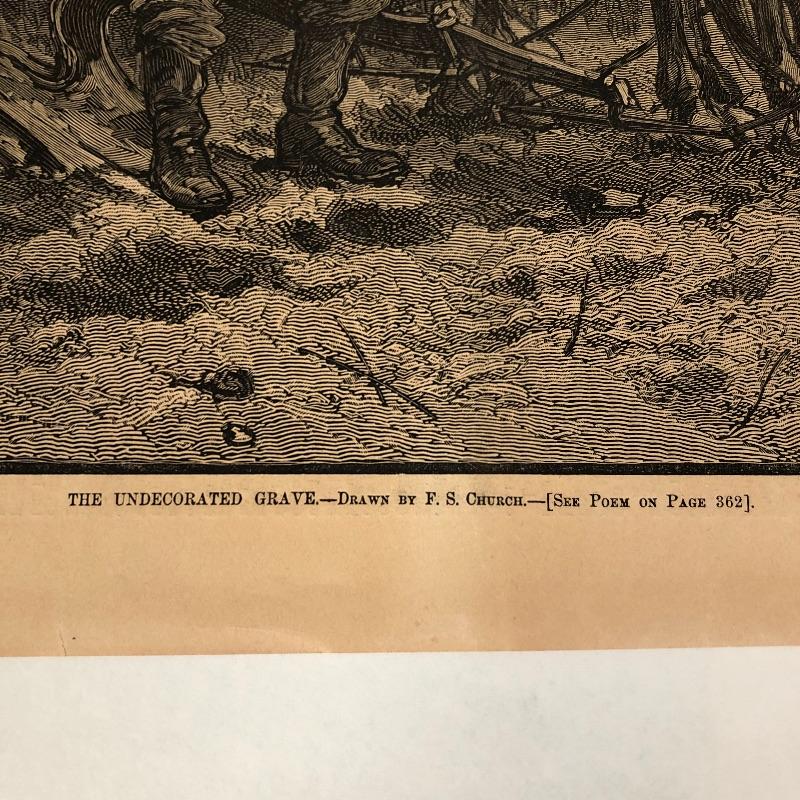 THE UNDECORATED GRAVE.—Drawn by F. S. Church.—[See Poem on Page 362].